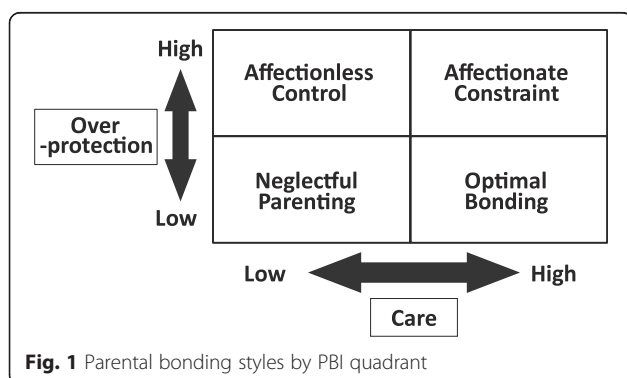 High
Over
-protection
Low
Affectionless
Control
Affectionate
Constraint
Neglectful
Parenting
Optimal
Bonding
Low
High
Care
Fig. 1 Parental bonding styles by PBI quadrant